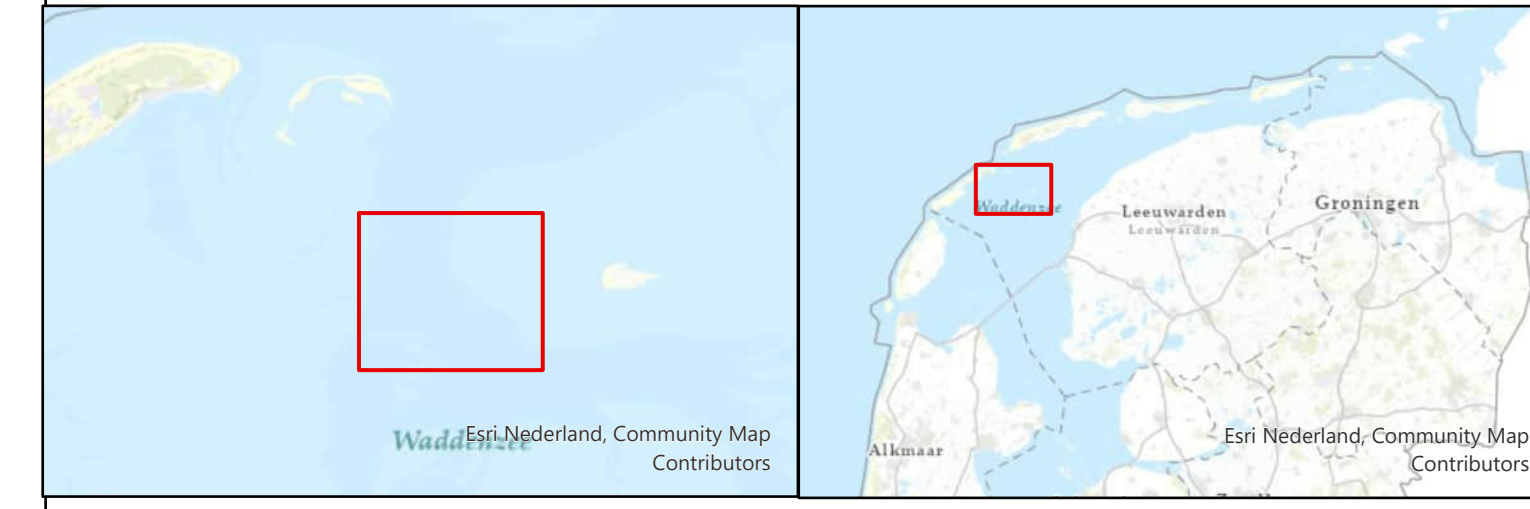 Waddenzee
Esri Nederland, Community Map
Contributors
Waddenzee
Leeuwarden
Leeuwarden
Groningen
Alkmaar
Esri Nederland, Community Map
Contributors